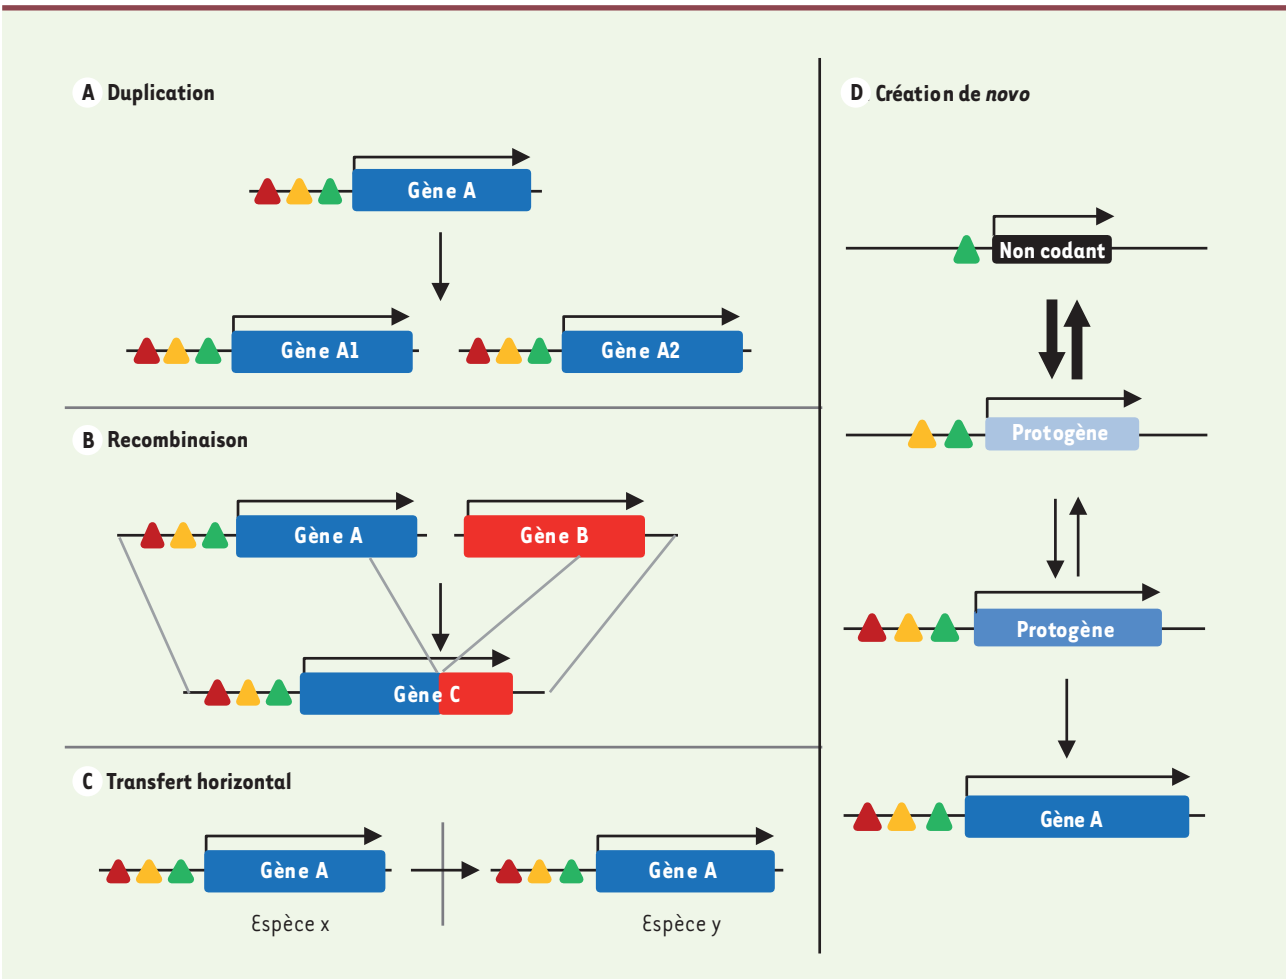 A Duplication
Gène A
Gène A1
Gène A2
B Recombinaison
Gène A
Gène B
Gène C
C Transfert horizontal
Gène A
Gène A
Espèce x
Espèce y
D Création de novo
Non codant
Protogène
Protogène
Gène A